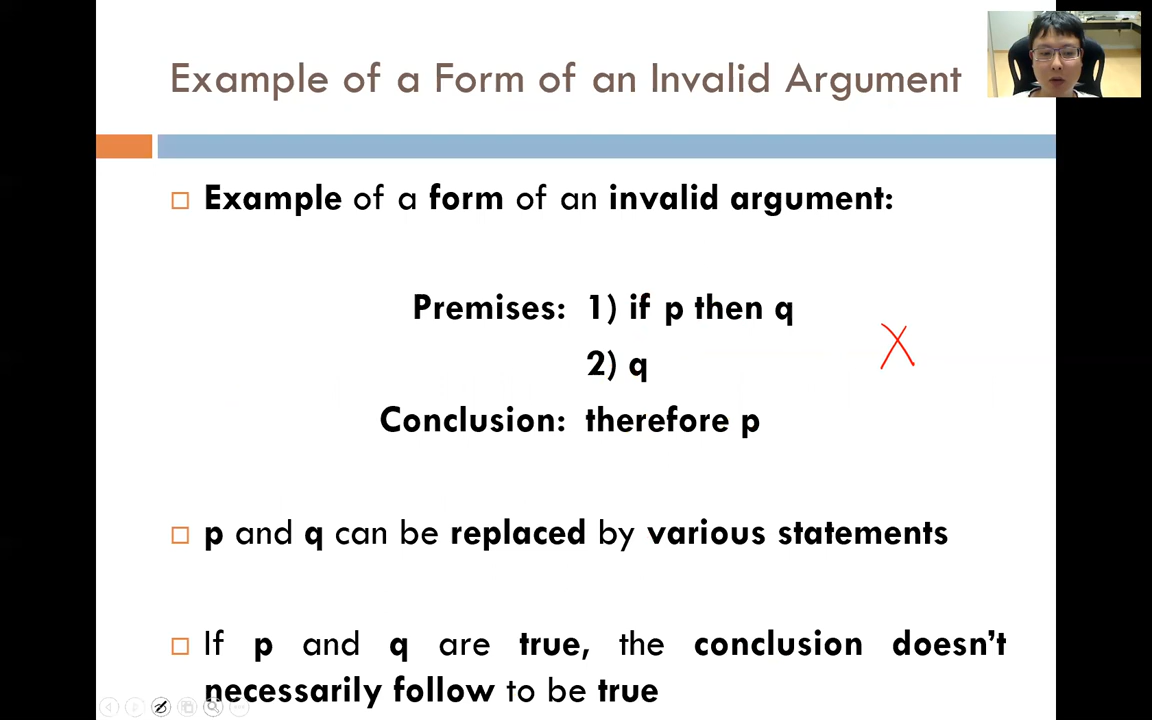 Example of a Form of an Invalid Argument
Example of a form of an invalid argument:
Premises: 1) if p then q
2) q
Conclusion: therefore p
p and q can be replaced by various statements
If p and q are true, the conclusion doesn't
necessarily follow to be true